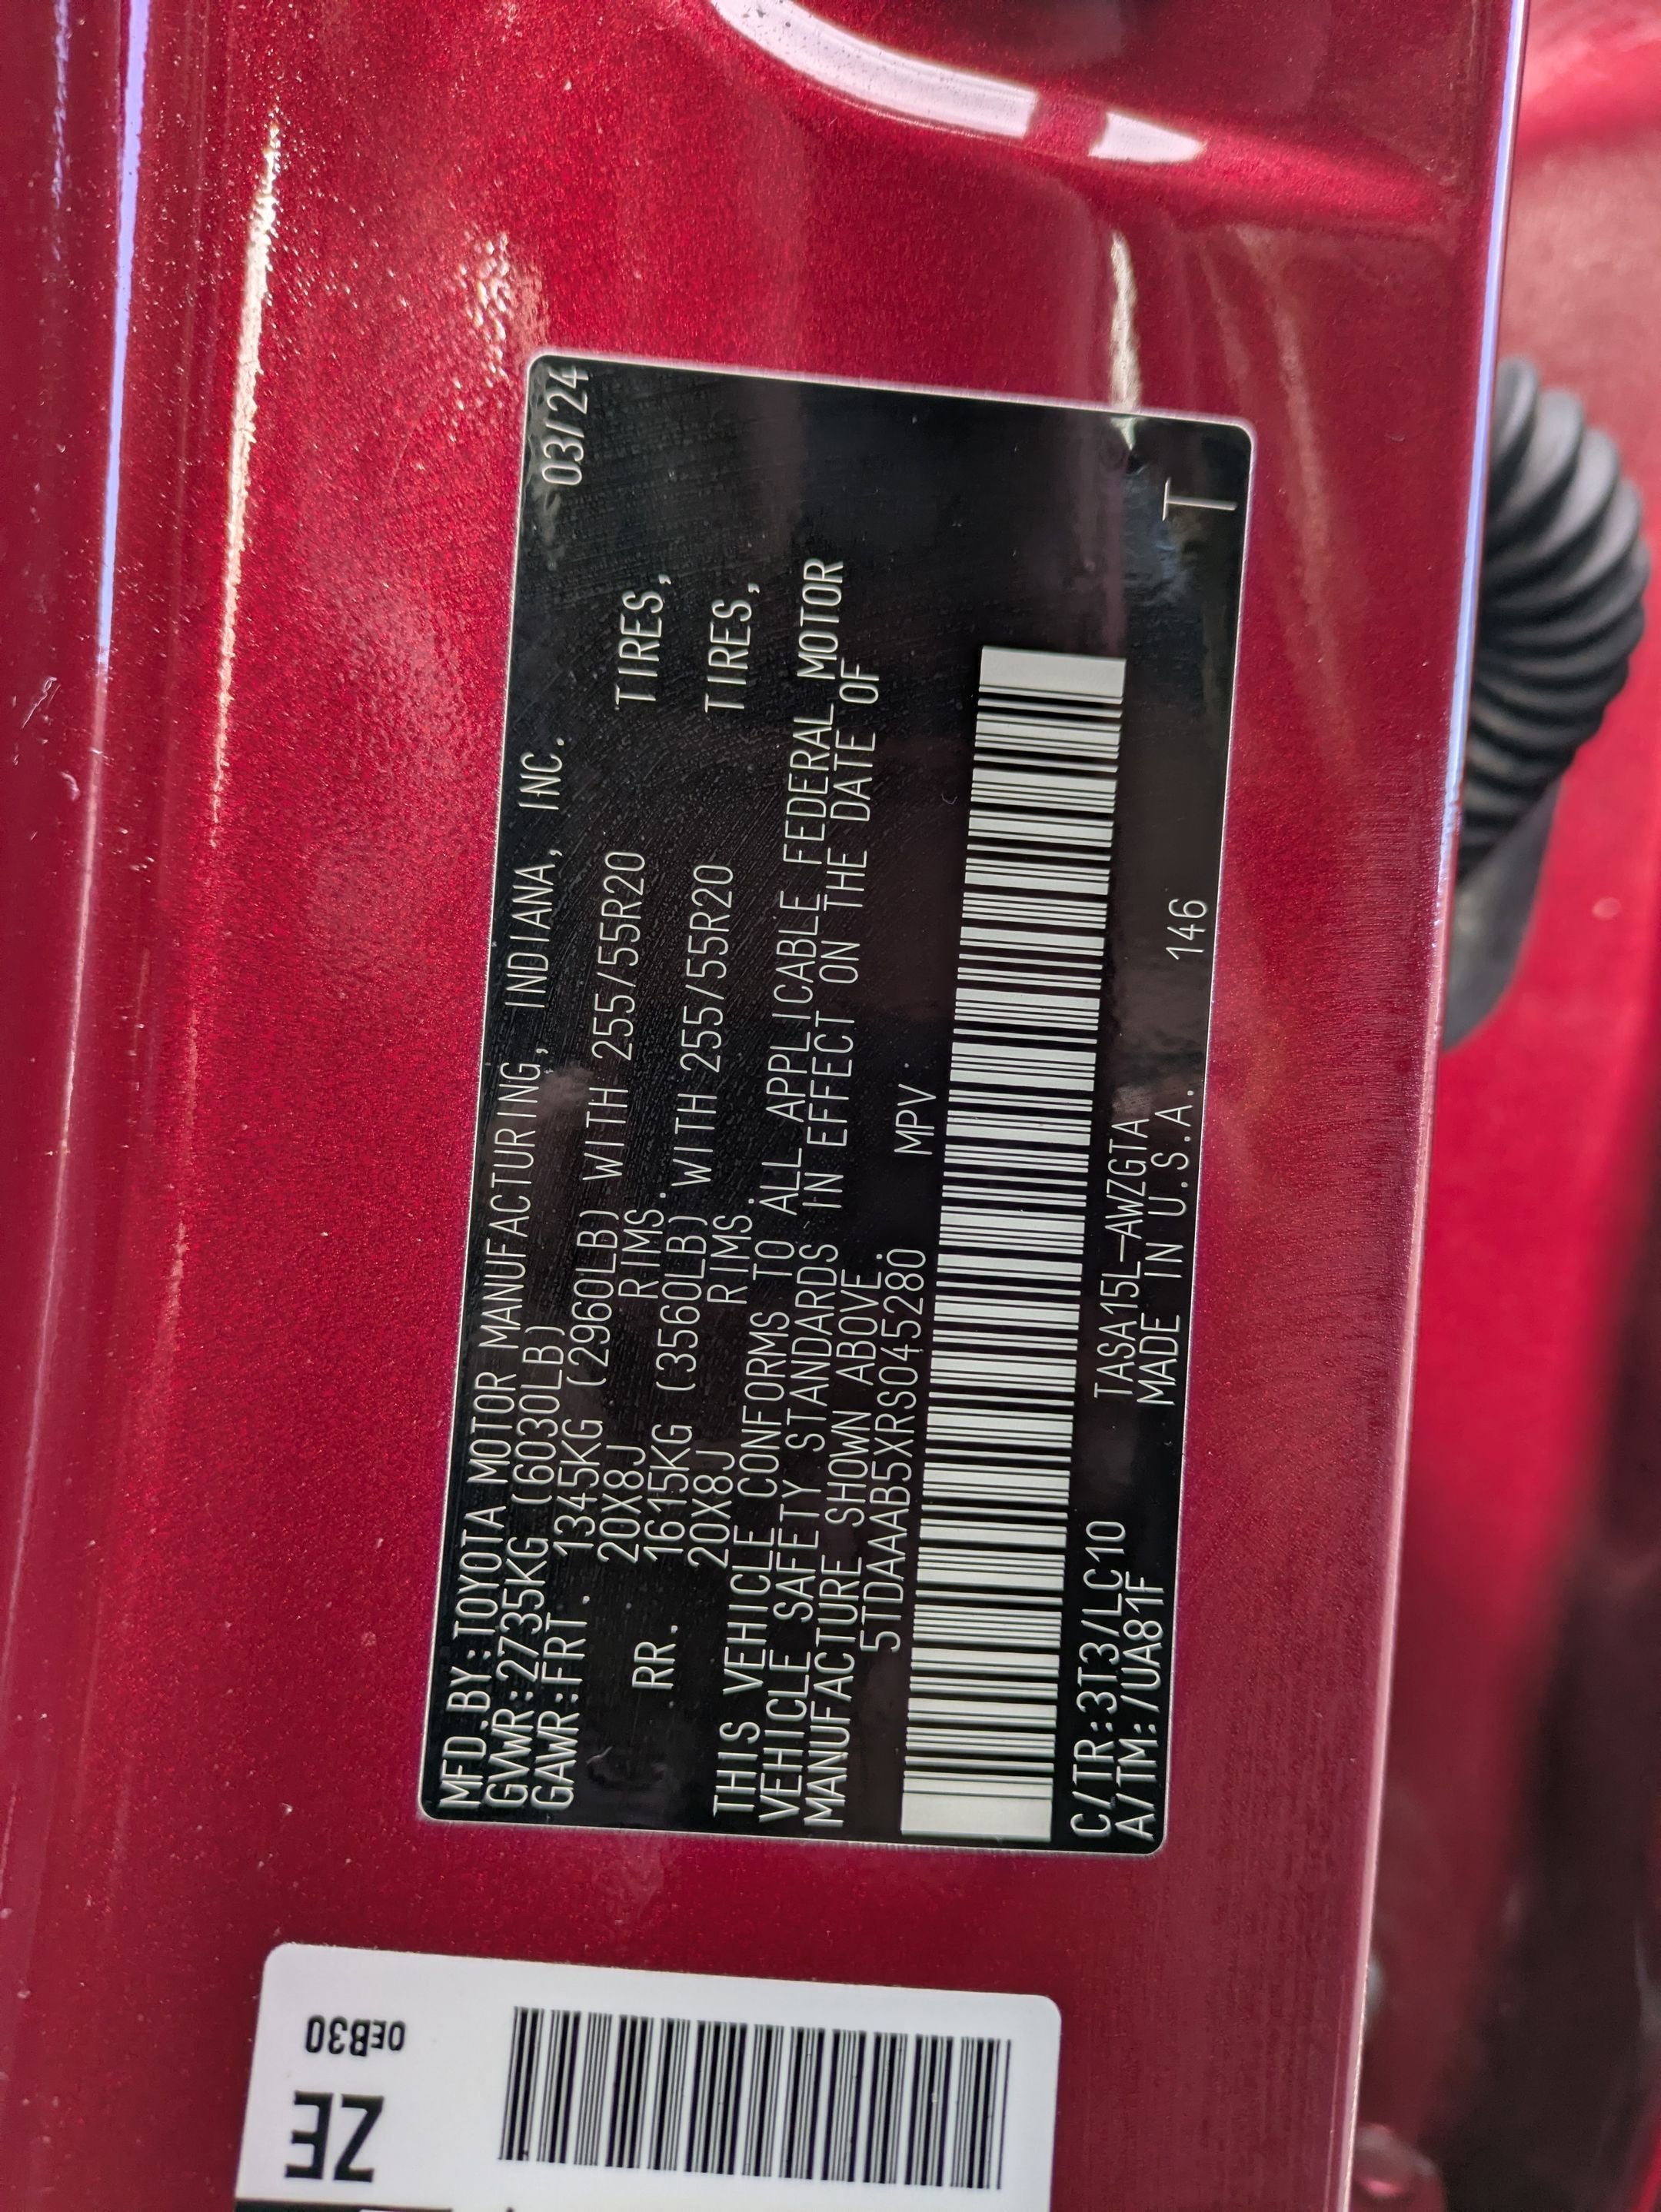 MFD.BY:TOYOTA MOTOR MANUFACTURING, INDIANA, INC. 03/24
GVWR:2735KG (6030LB)
GAWR:FRT. 1345KG (2960LB) WITH 255/55R20 TIRES,
20X8J RIMS.
RR. 1615KG (3560LB) WITH 255/55R20 TIRES,
20X8J RIMS.
THIS VEHICLE CONFORMS TO ALL APPLICABLE FEDERAL MOTOR
VEHICLE SAFETY STANDARDS IN EFFECT ON THE DATE OF
MANUFACTURE SHOWN ABOVE.
5TDAAAB5XRS045280 MPV
C/TR:3T3/LC10 TASA15L-AWZGTA
A/TM:/UA81F MADE IN U.S.A. 146 T
ZE
0EB30